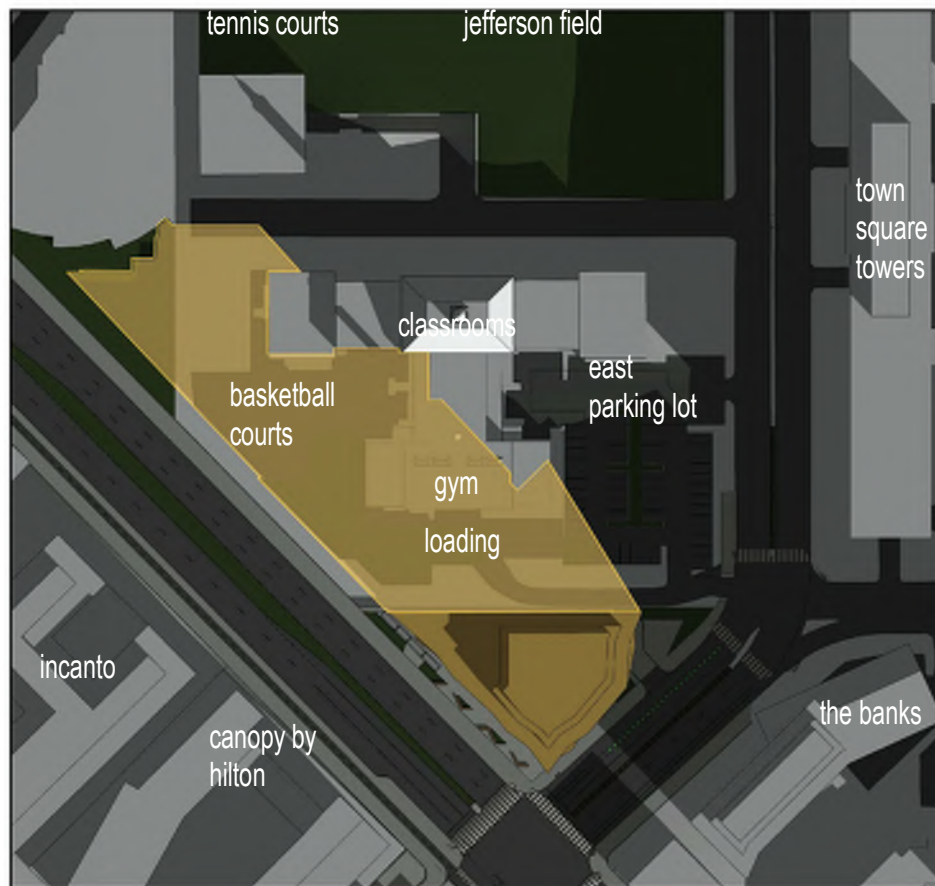 tennis courts
jefferson field
town
square
towers
classrooms
east
parking lot
basketball
courts
gym
loading
incanto
canopy by
hilton
the banks